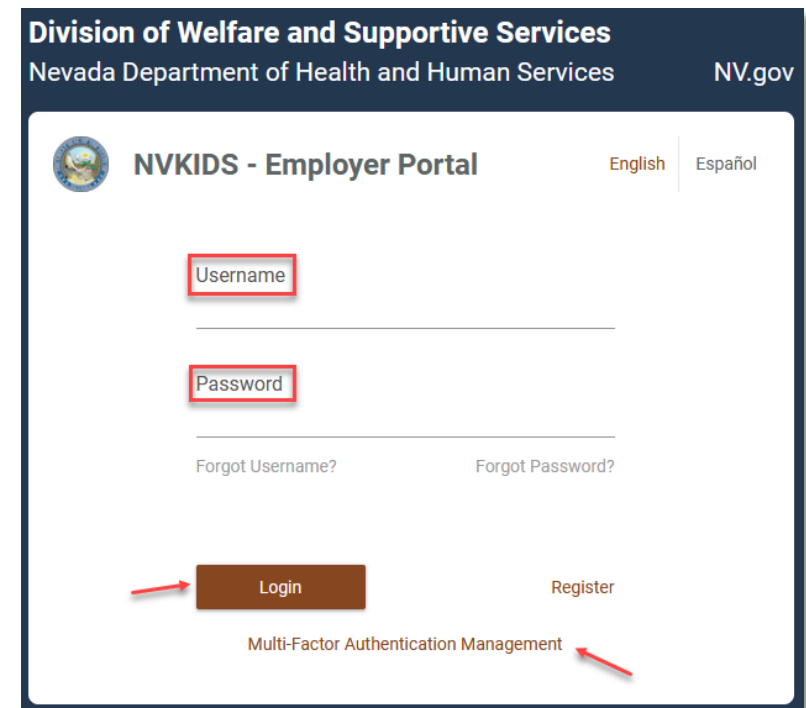 Division of Welfare and Supportive Services
Nevada Department of Health and Human Services NV.gov
NVKIDS - Employer Portal English Español
Username
Password
Forgot Username? Forgot Password?
Login Register
Multi-Factor Authentication Management